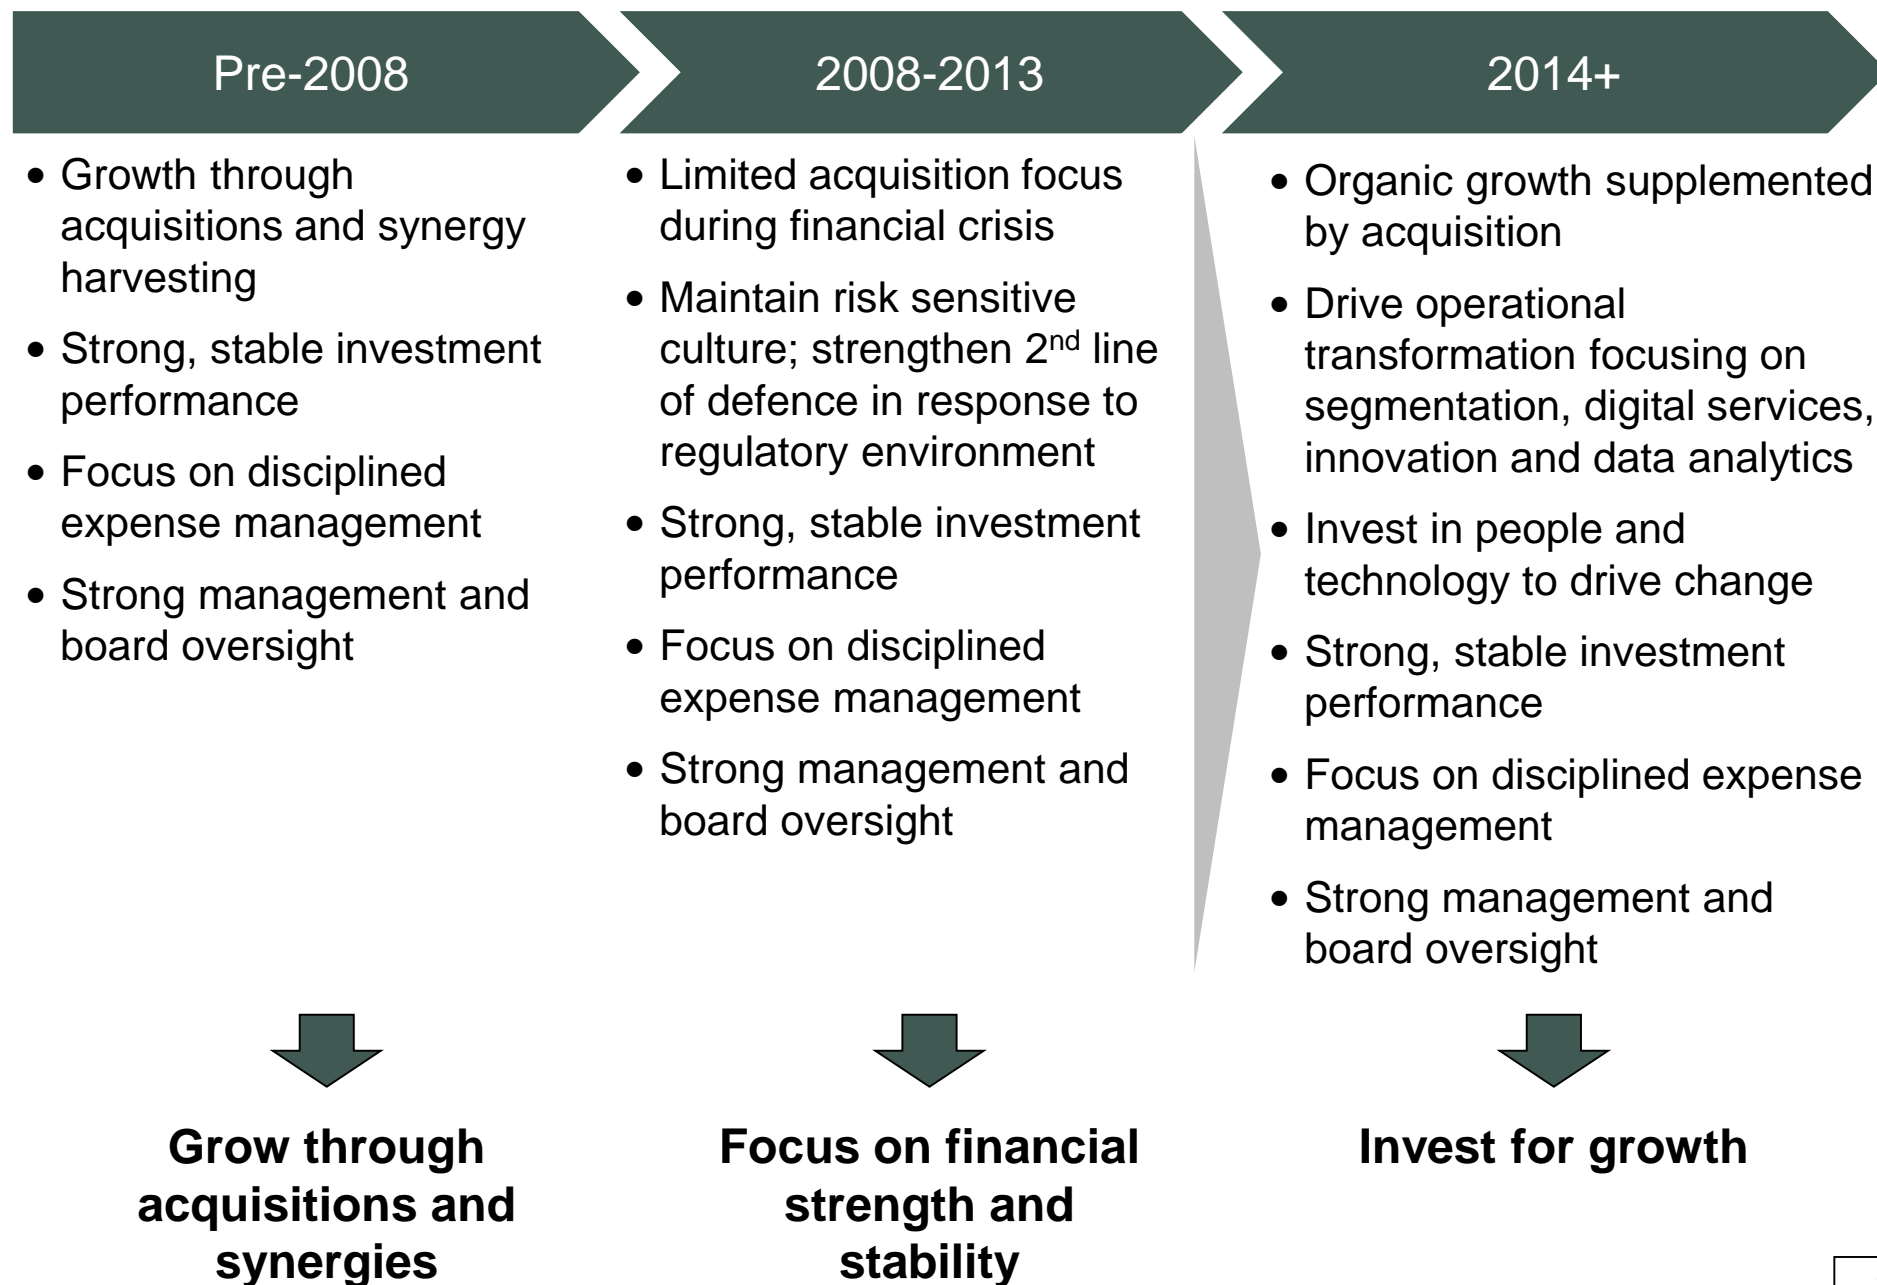 Pre-2008
• Growth through
acquisitions and synergy
harvesting
• Strong, stable investment
performance
• Focus on disciplined
expense management
• Strong management and
board oversight
Grow through
acquisitions and
synergies
2008-2013
• Limited acquisition focus
during financial crisis
• Maintain risk sensitive
culture; strengthen 2nd line
of defence in response to
regulatory environment
• Strong, stable investment
performance
• Focus on disciplined
expense management
• Strong management and
board oversight
Focus on financial
strength and
stability
2014+
• Organic growth supplemented
by acquisition
• Drive operational
transformation focusing on
segmentation, digital services,
innovation and data analytics
• Invest in people and
technology to drive change
• Strong, stable investment
performance
• Focus on disciplined expense
management
• Strong management and
board oversight
Invest for growth